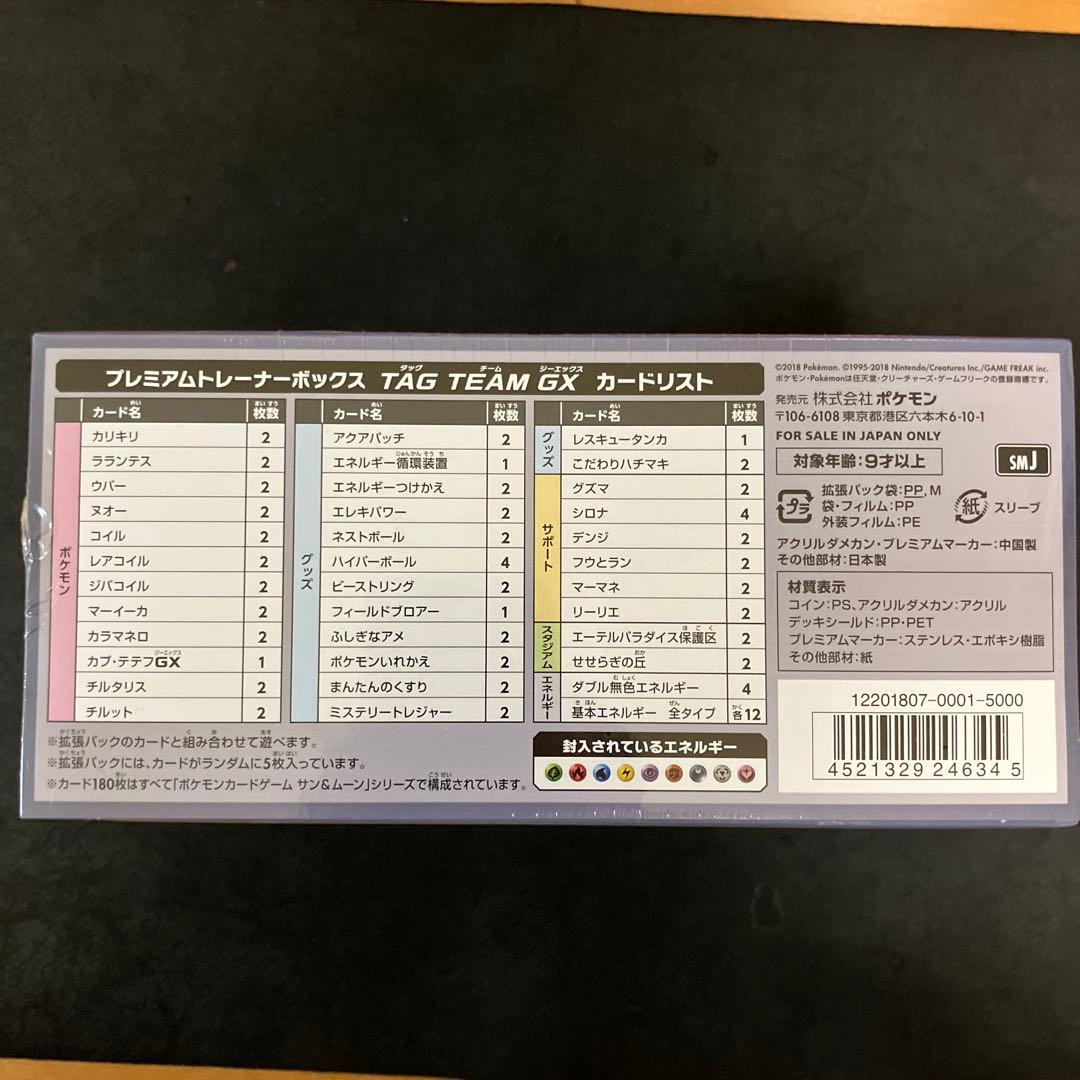 プレミアムトレーナーボックス TAG TEAM GX カードリスト
カード名 枚数
ポケモン
カリキリ 2
ラランテス 2
ウパー 2
ヌオー 2
コイル 2
レアコイル 2
ジバコイル 2
マーイーカ 2
カラマネロ 2
カプ・テテフGX 1
チルタリス 2
チルット 2
カード名 枚数
グッズ
アクアパッチ 2
エネルギー循環装置 1
エネルギーつけかえ 2
エレキパワー 2
ネストボール 2
ハイパーボール 4
ビーストリング 2
フィールドブロアー 1
ふしぎなアメ 2
ポケモンいれかえ 2
まんたんのくすり 2
ミステリートレジャー 2
カード名 枚数
グッズ
レスキュータンカ 1
こだわりハチマキ 2
サポート
グズマ 2
シロナ 4
デンジ 2
フウとラン 2
マーマネ 2
リーリエ 2
スタジアム
エーテルパラダイス保護区 2
せせらぎの丘 2
エネルギー
ダブル無色エネルギー 4
基本エネルギー 全タイプ 各12
封入されているエネルギー
※拡張パックのカードと組み合わせて遊べます。
※拡張パックには、カードがランダムに5枚入っています。
※カード180枚はすべて「ポケモンカードゲーム サン&ムーン」シリーズで構成されています。
©2018 Pokémon. ©1995-2018 Nintendo/Creatures Inc./GAME FREAK inc.
ポケモン・Pokémonは任天堂・クリーチャーズ・ゲームフリークの登録商標です。
発売元 株式会社ポケモン
〒106-6108 東京都港区六本木6-10-1
FOR SALE IN JAPAN ONLY
対象年齢:9才以上
SMJ
プラ
拡張パック袋:PP, M
袋・フィルム:PP
外装フィルム:PE
紙 スリーブ
アクリルダメカン・プレミアムマーカー:中国製
その他部材:日本製
材質表示
コイン:PS、アクリルダメカン:アクリル
デッキシールド:PP・PET
プレミアムマーカー:ステンレス・エポキシ樹脂
その他部材:紙
12201807-0001-5000
4521329246345